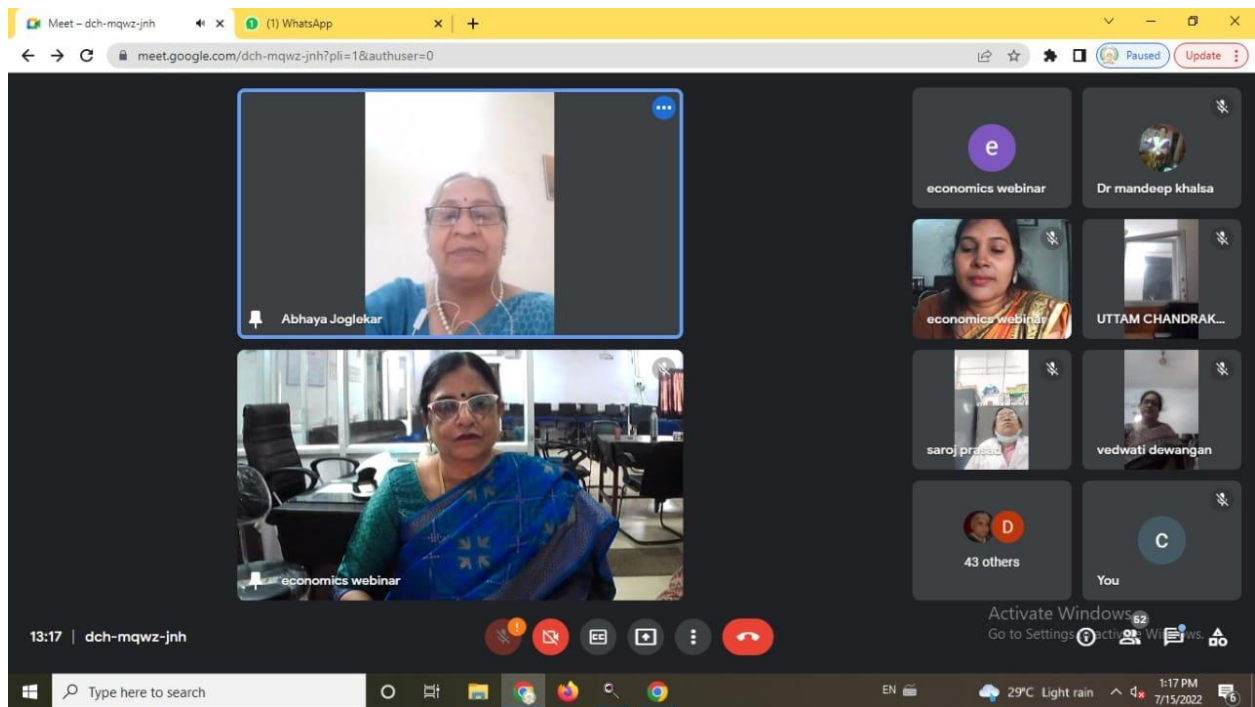 Meet – dch-mqwz-jnh
(1) WhatsApp
meet.google.com/dch-mqwz-jnh?pli=1&authuser=0
Paused
Update
Abhaya Joglekar
economics webinar
e
economics webinar
Dr mandeep khalsa
economics webinar
UTTAM CHANDRAK...
saroj prasad
vedwati dewangan
D
43 others
C
You
Activate Windows
Go to Settings to activate Windows.
13:17 | dch-mqwz-jnh
CC
62
Type here to search
EN
29°C Light rain
1:17 PM
7/15/2022
6